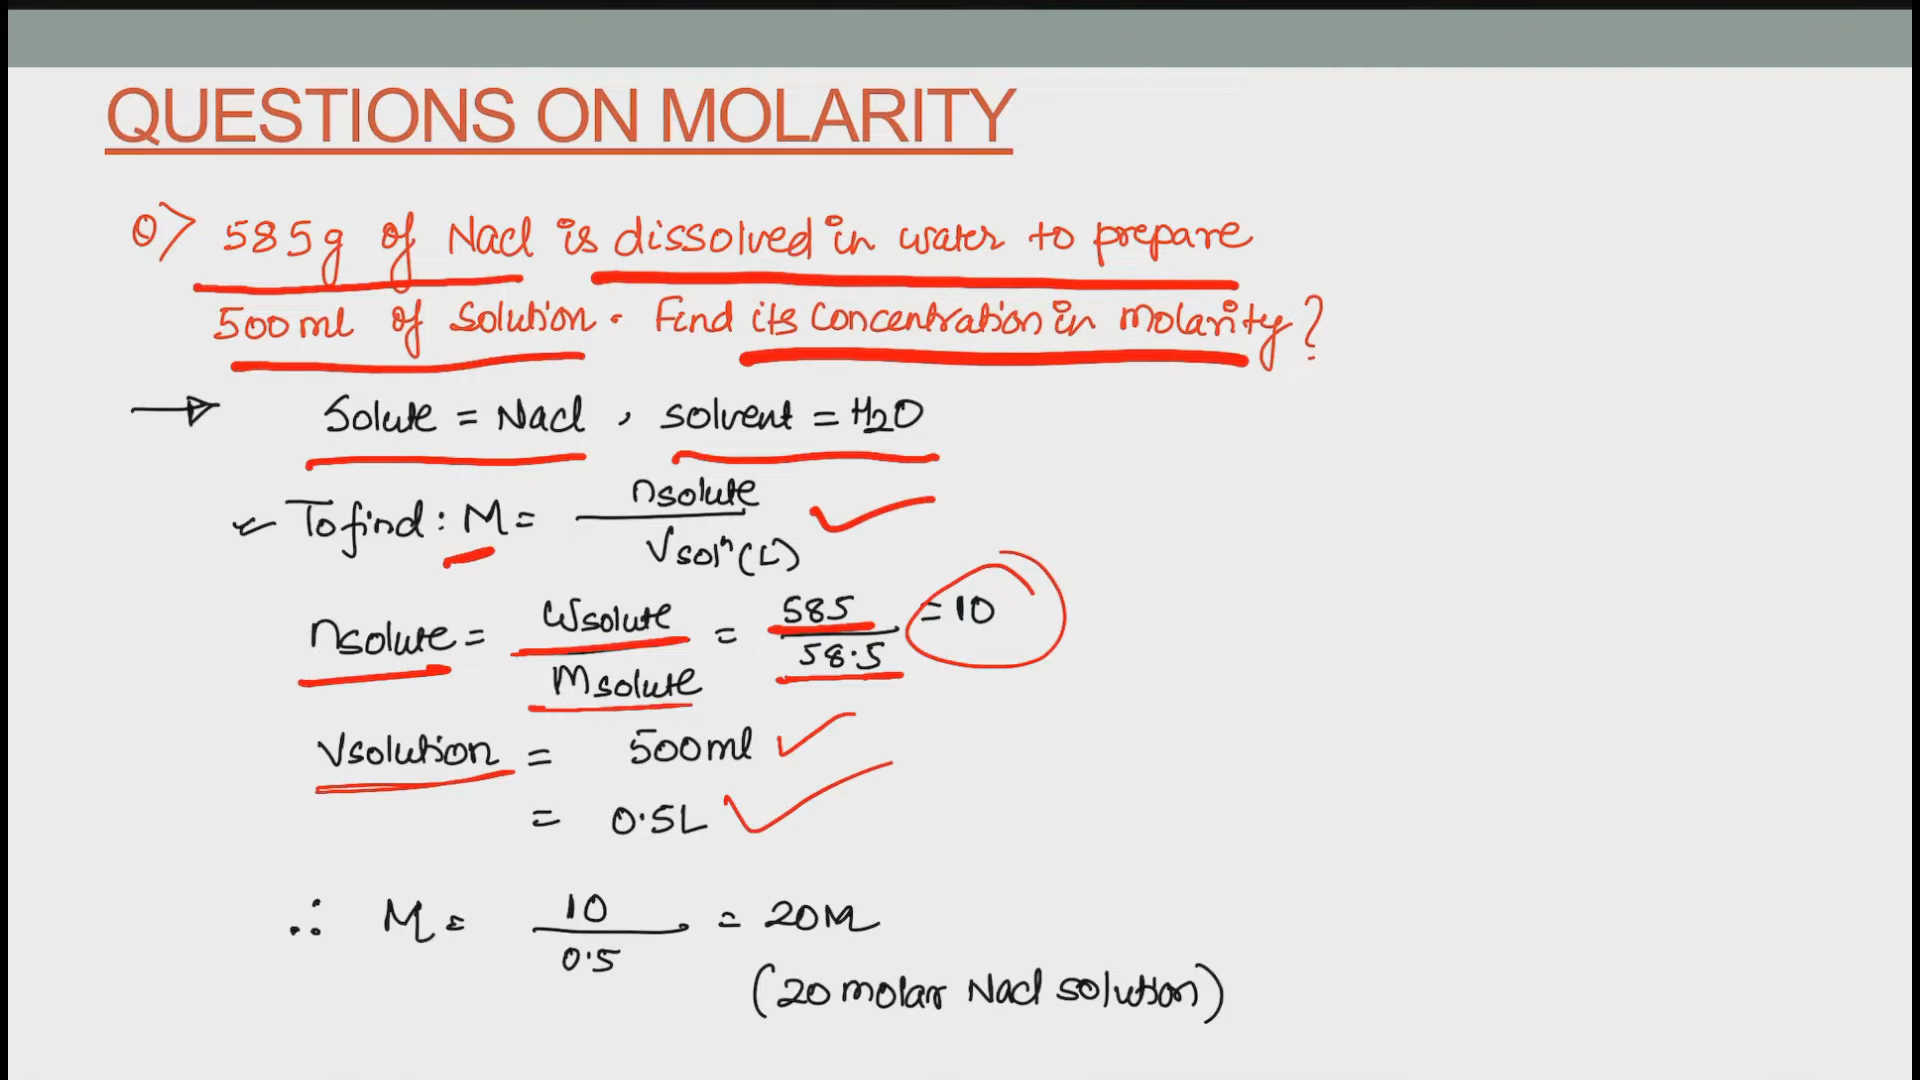 QUESTIONS ON MOLARITY
Q> 585g of Nacl is dissolved in water to prepare
500ml of solution. Find its concentration in molarity?
→ Solute = Nacl, solvent = H2O
To find: M = nsolute / Vsolⁿ(L)
nsolute = Wsolute / Msolute = 585 / 58.5 = 10
Vsolution = 500ml
= 0.5L
∴ M = 10 / 0.5 = 20M
(20 molar Nacl solution)